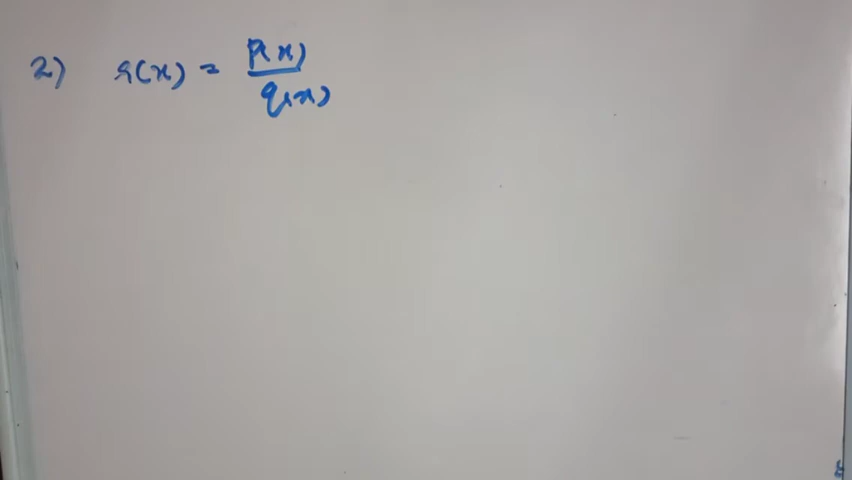 2) r(x) = p(x) / q(x)